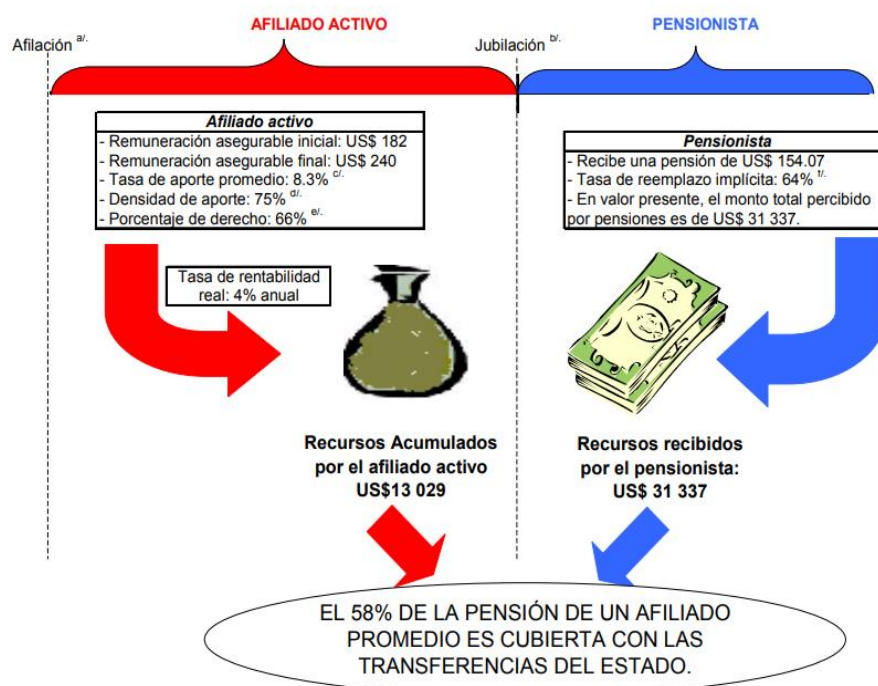 AFILIADO ACTIVO
PENSIONISTA
Afilación a/.
Jubilación b/.
Afiliado activo
- Remuneración asegurable inicial: US$ 182
- Remuneración asegurable final: US$ 240
- Tasa de aporte promedio: 8.3% c/.
- Densidad de aporte: 75% d/.
- Porcentaje de derecho: 66% e/.
Pensionista
- Recibe una pensión de US$ 154.07
- Tasa de reemplazo implícita: 64% f/.
- En valor presente, el monto total percibido
por pensiones es de US$ 31 337.
Tasa de rentabilidad
real: 4% anual
Recursos Acumulados
por el afiliado activo
US$13 029
Recursos recibidos
por el pensionista:
US$ 31 337
EL 58% DE LA PENSIÓN DE UN AFILIADO
PROMEDIO ES CUBIERTA CON LAS
TRANSFERENCIAS DEL ESTADO.